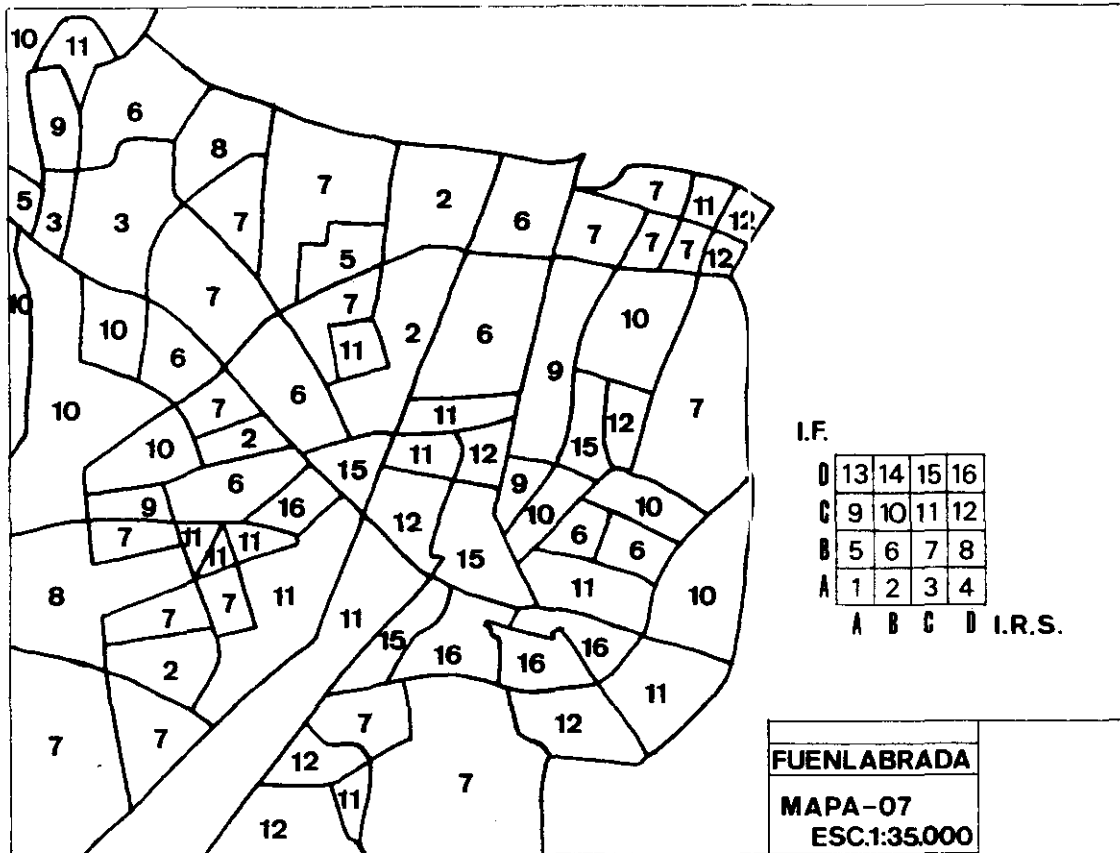 10 11
6
9 8
7
7 11
5 3 3 7 2 6 7 7 7 12
12
5
7 7
10 10 2 10
6 11 6
9
10 7 6 11 7
12
10 2 15
15 11 12
6
9 16 9 10
12 10
7 11 11 6 6
11 15
8 11 11 10
7 7 11
15 16 16
2 16 11
7 7 7 12
12
7
11
12
I.F.
D 13 14 15 16
C 9 10 11 12
B 5 6 7 8
A 1 2 3 4
A B C D I.R.S.
FUENLABRADA
MAPA-07
ESC.1:35.000